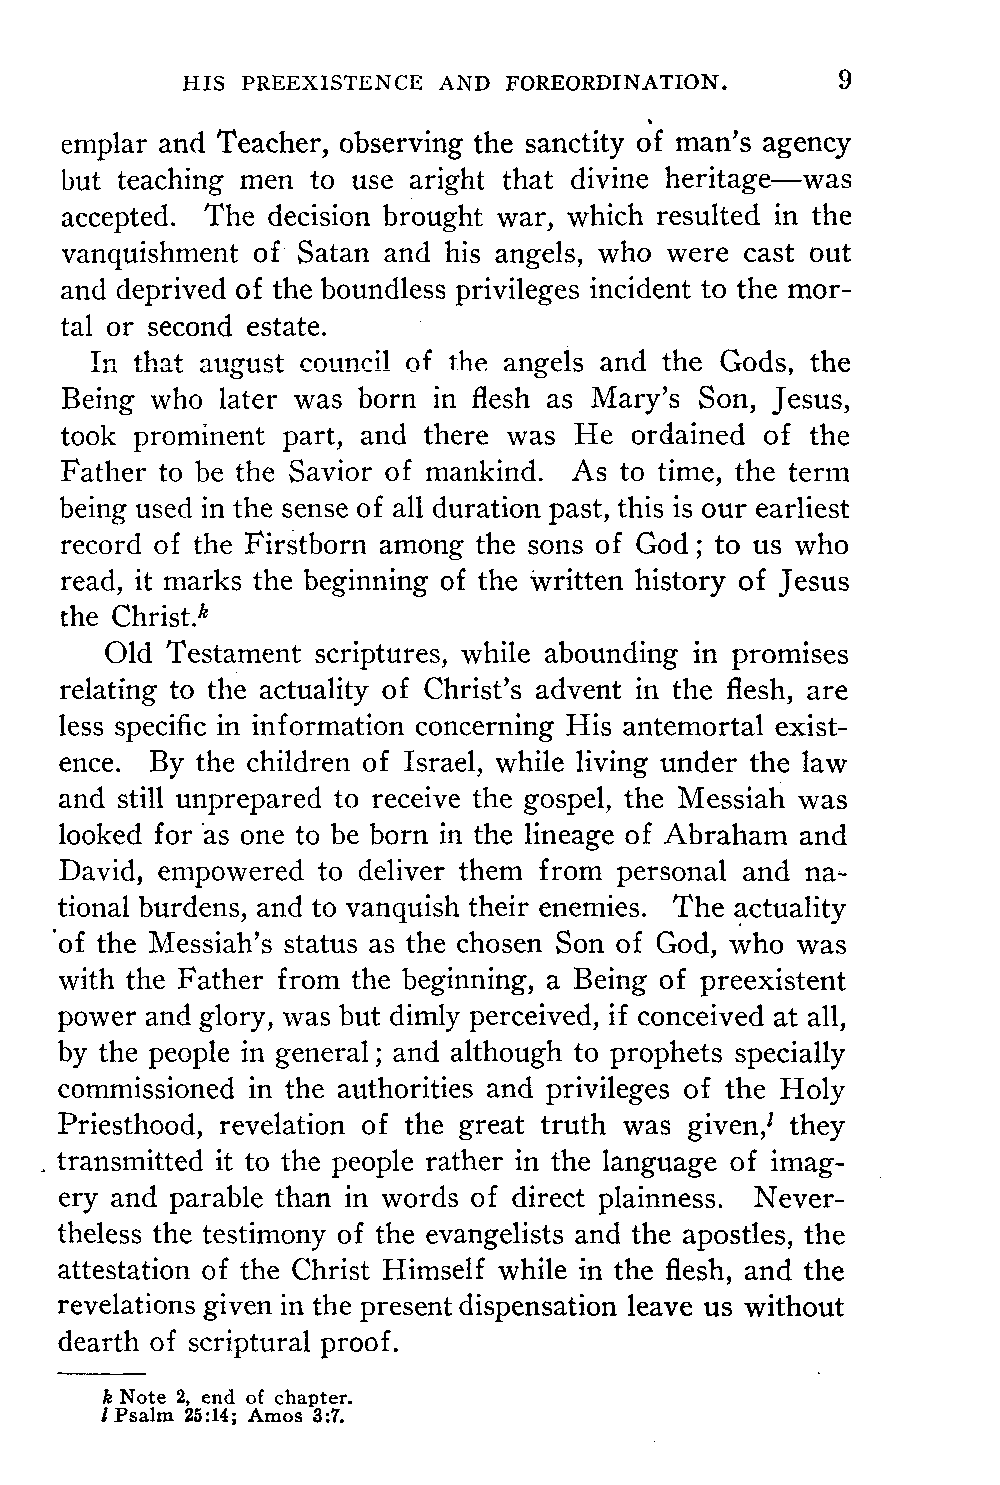 HIS PREEXISTENCE AND FOREORDINATION. 9
emplar and Teacher, observing the sanctity of man's agency
but teaching men to use aright that divine heritage—was
accepted. The decision brought war, which resulted in the
vanquishment of Satan and his angels, who were cast out
and deprived of the boundless privileges incident to the mor-
tal or second estate.
In that august council of the angels and the Gods, the
Being who later was born in flesh as Mary's Son, Jesus,
took prominent part, and there was He ordained of the
Father to be the Savior of mankind. As to time, the term
being used in the sense of all duration past, this is our earliest
record of the Firstborn among the sons of God; to us who
read, it marks the beginning of the written history of Jesus
the Christ.k
Old Testament scriptures, while abounding in promises
relating to the actuality of Christ's advent in the flesh, are
less specific in information concerning His antemortal exist-
ence. By the children of Israel, while living under the law
and still unprepared to receive the gospel, the Messiah was
looked for as one to be born in the lineage of Abraham and
David, empowered to deliver them from personal and na-
tional burdens, and to vanquish their enemies. The actuality
of the Messiah's status as the chosen Son of God, who was
with the Father from the beginning, a Being of preexistent
power and glory, was but dimly perceived, if conceived at all,
by the people in general; and although to prophets specially
commissioned in the authorities and privileges of the Holy
Priesthood, revelation of the great truth was given,l they
transmitted it to the people rather in the language of imag-
ery and parable than in words of direct plainness. Never-
theless the testimony of the evangelists and the apostles, the
attestation of the Christ Himself while in the flesh, and the
revelations given in the present dispensation leave us without
dearth of scriptural proof.
k Note 2, end of chapter.
l Psalm 25:14; Amos 3:7.